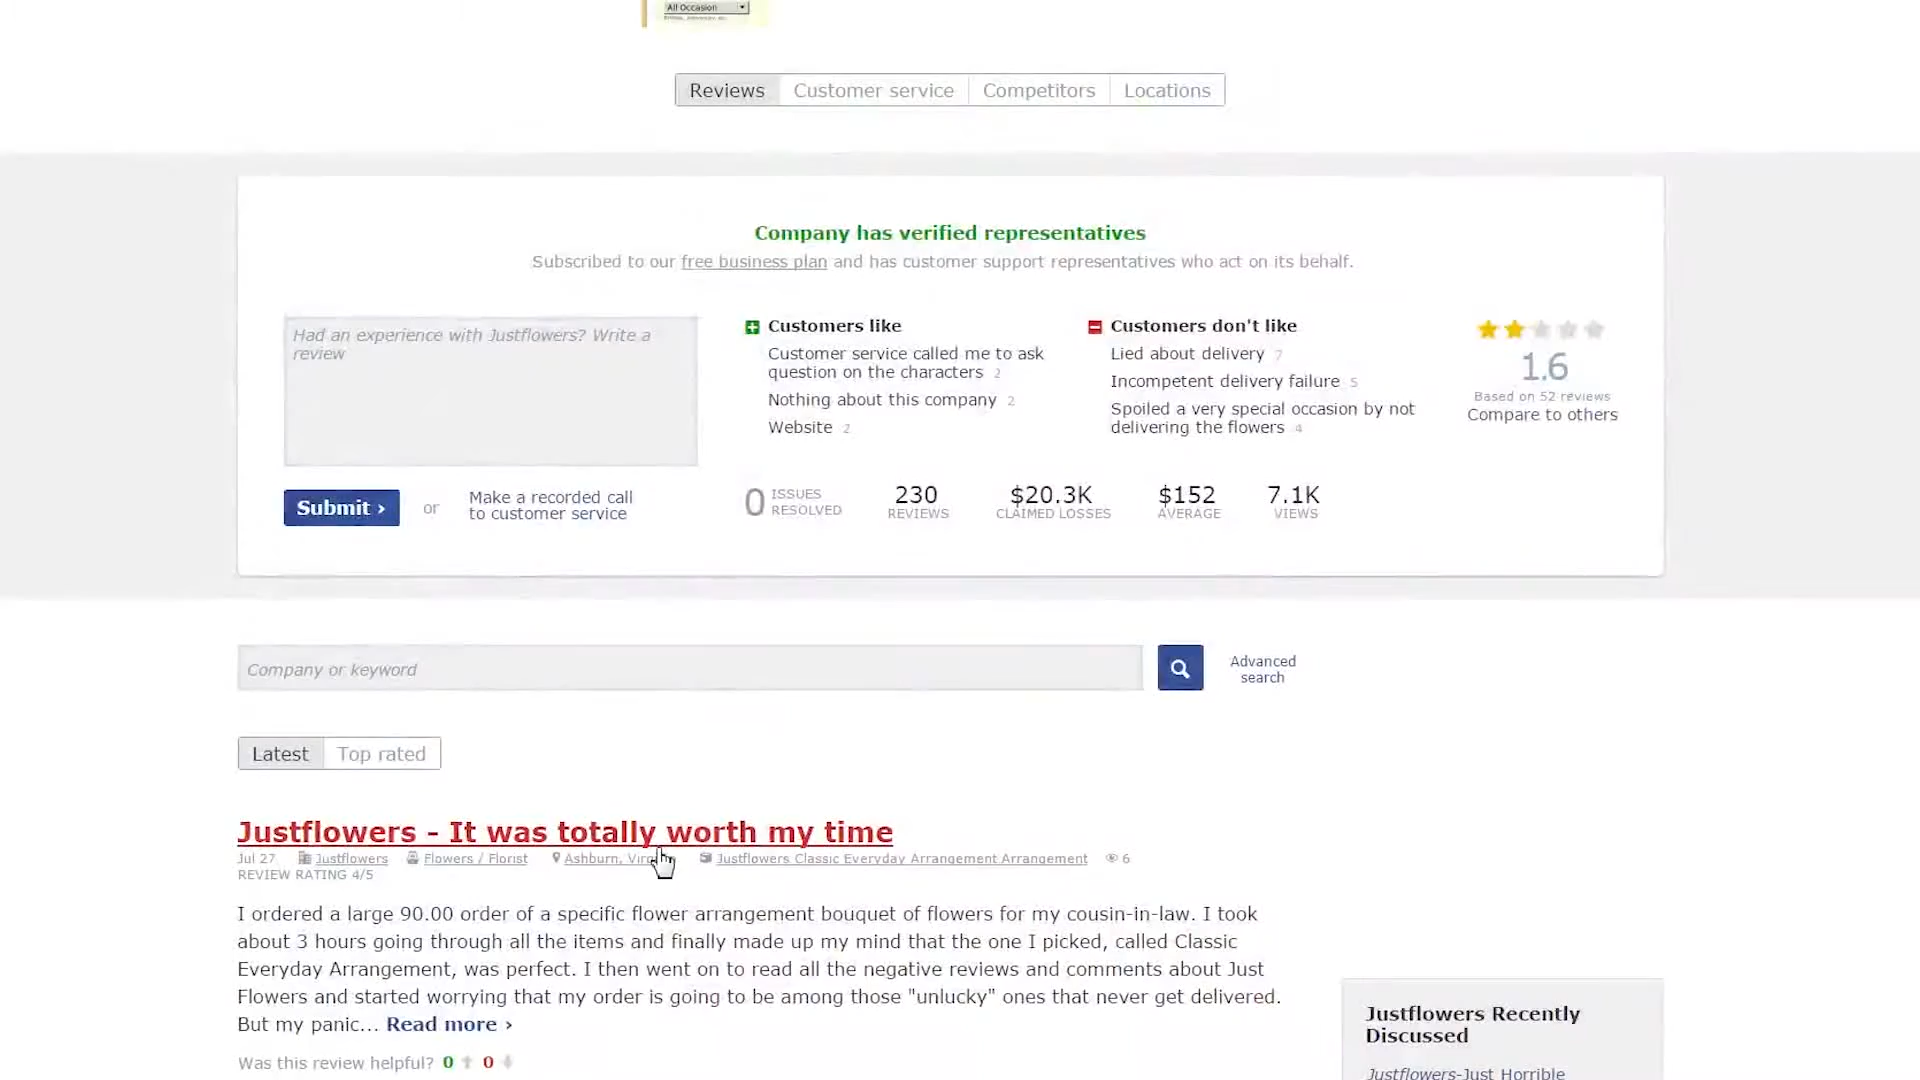 All Occasion
Reviews Customer service Competitors Locations
Company has verified representatives
Subscribed to our free business plan and has customer support representatives who act on its behalf.
Had an experience with Justflowers? Write a
review
Submit ›
or
Make a recorded call
to customer service
Customers like
Customer service called me to ask
question on the characters 2
Nothing about this company 2
Website 2
Customers don't like
Lied about delivery 7
Incompetent delivery failure 5
Spoiled a very special occasion by not
delivering the flowers 4
1.6
Based on 52 reviews
Compare to others
0 ISSUES
RESOLVED
230
REVIEWS
$20.3K
CLAIMED LOSSES
$152
AVERAGE
7.1K
VIEWS
Company or keyword
Advanced
search
Latest Top rated
Justflowers - It was totally worth my time
Jul 27 Justflowers Flowers / Florist Ashburn, Justflowers Classic Everyday Arrangement Arrangement 6
REVIEW RATING 4/5
I ordered a large 90.00 order of a specific flower arrangement bouquet of flowers for my cousin-in-law. I took
about 3 hours going through all the items and finally made up my mind that the one I picked, called Classic
Everyday Arrangement, was perfect. I then went on to read all the negative reviews and comments about Just
Flowers and started worrying that my order is going to be among those "unlucky" ones that never get delivered.
But my panic... Read more ›
Was this review helpful? 0 0
Justflowers Recently
Discussed
Justflowers-Just Horrible